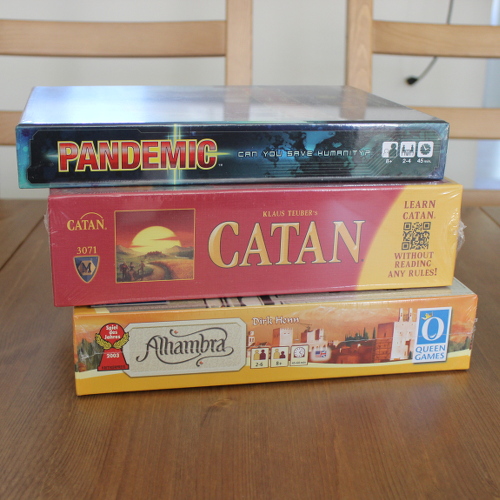 PANDEMIC
CAN YOU SAVE HUMANITY?
8+
2-4
45 min
KLAUS TEUBER'S
CATAN
CATAN.
3071
M
LEARN
CATAN.
WITHOUT
READING
ANY RULES!
Spiel des
Jahres
2003
Alhambra
Dirk Henn
2-6
8+
Q
QUEEN
GAMES